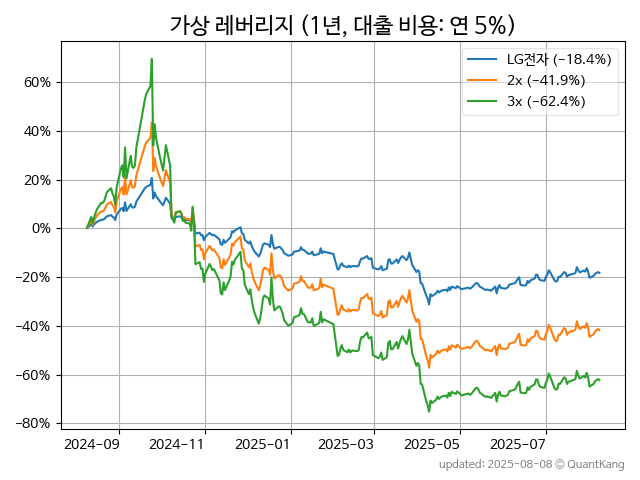 가상 레버리지 (1년, 대출 비용: 연 5%)
LG전자 (-18.4%)
2x (-41.9%)
3x (-62.4%)
60%
40%
20%
0%
−20%
−40%
−60%
−80%
2024-09 2024-11 2025-01 2025-03 2025-05 2025-07
updated: 2025-08-08 © QuantKang